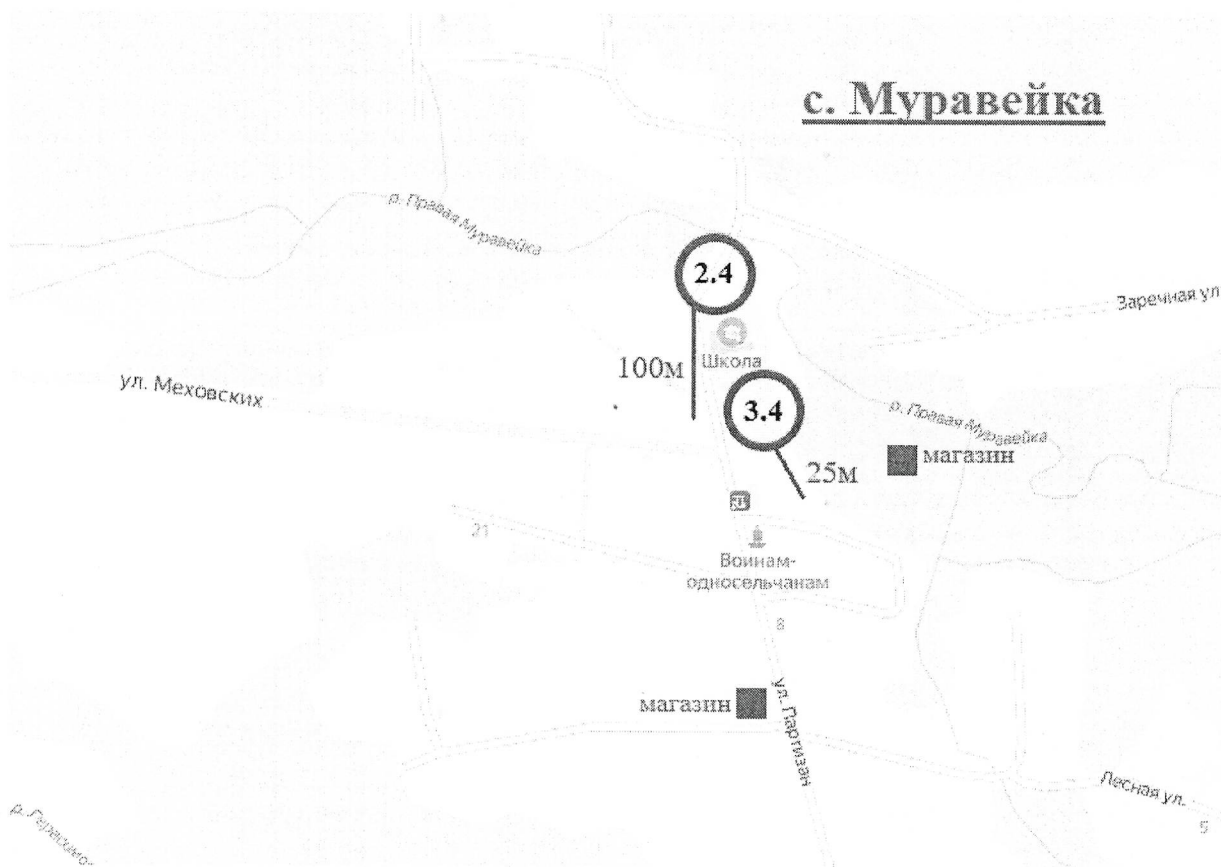 с. Муравейка
р. Правая Муравейка
2.4
Заречная ул.
Школа
100м
ул. Меховских
3.4
р. Правая Муравейка
магазин
25м
21
Воинам-
односельчанам
8
магазин
ул. Партизан
Лесная ул.
5